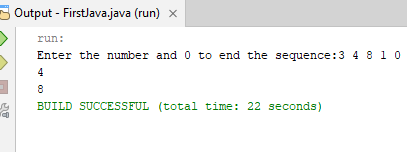 Output - FirstJava.java (run) ×
run:
Enter the number and 0 to end the sequence:3 4 8 1 0
4
8
BUILD SUCCESSFUL (total time: 22 seconds)